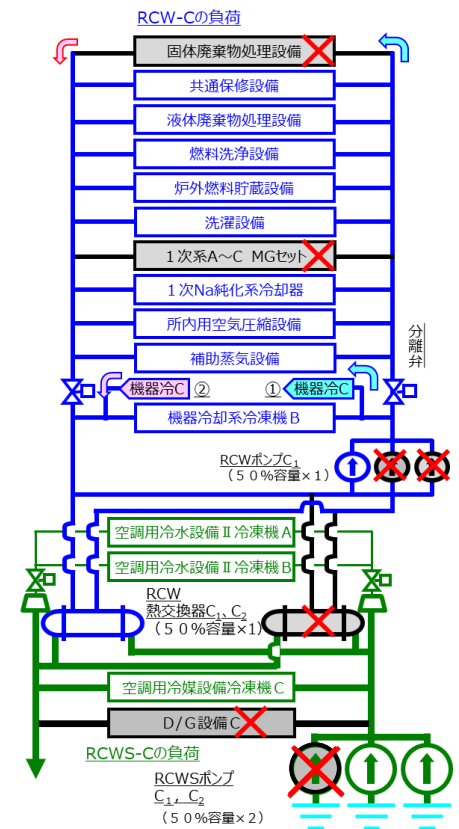 RCW-Cの負荷
固体廃棄物処理設備
共通保修設備
液体廃棄物処理設備
燃料洗浄設備
炉外燃料貯蔵設備
洗濯設備
1次系A～C MGセット
1次Na純化系冷却器
所内用空気圧縮設備
分離弁
補助蒸気設備
機器冷C ② ① 機器冷C
機器冷却系冷凍機B
RCWポンプC₁
（50％容量×1）
空調用冷水設備Ⅱ冷凍機A
空調用冷水設備Ⅱ冷凍機B
RCW
熱交換器C₁、C₂
（50％容量×1）
空調用冷媒設備冷凍機C
D/G設備C
RCWS-Cの負荷
RCWSポンプ
C₁，C₂
（50％容量×2）